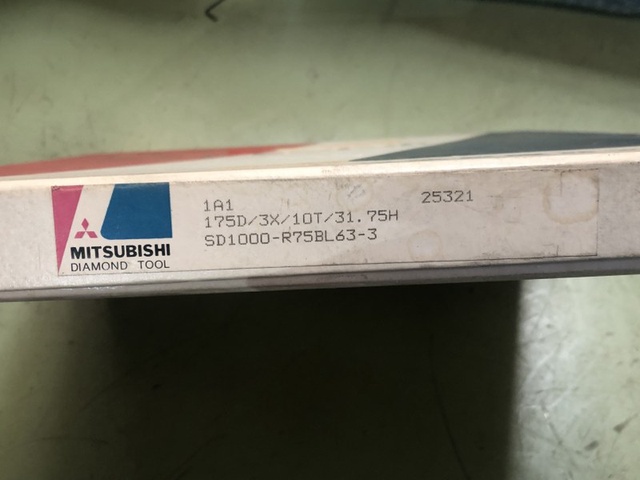 MITSUBISHI
DIAMOND TOOL
1A1 25321
175D/3X/10T/31.75H
SD1000-R75BL63-3